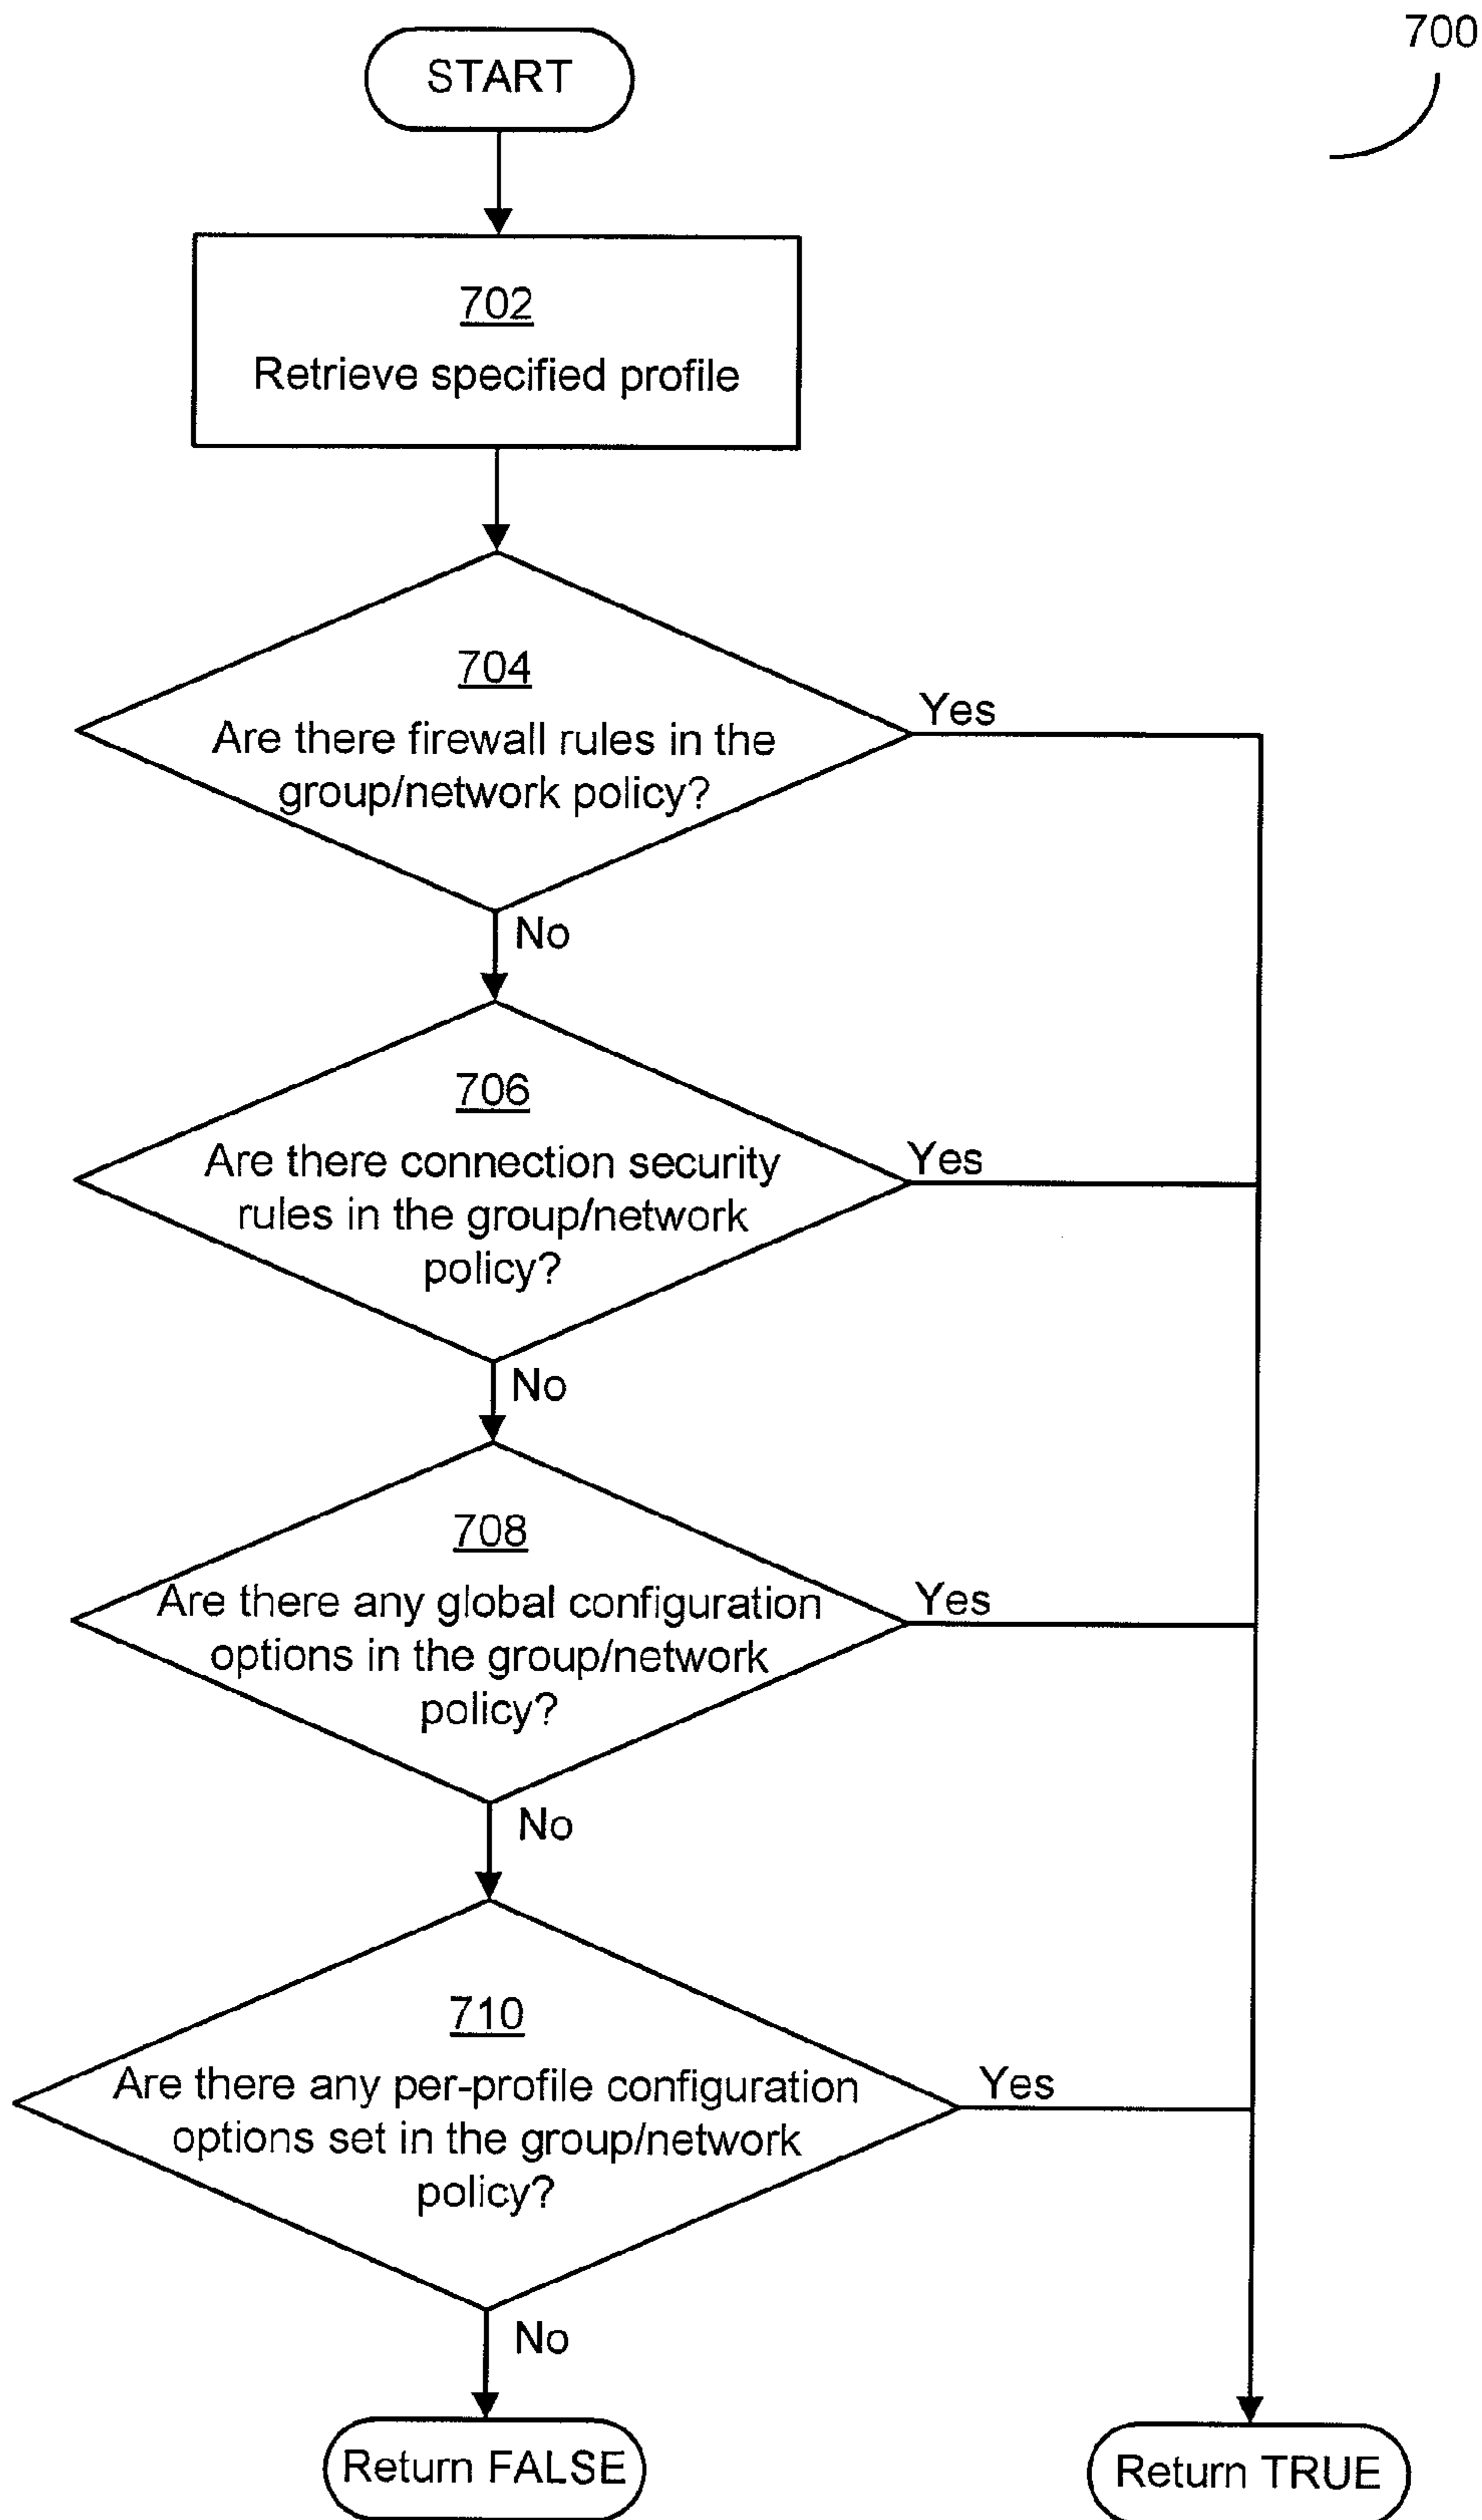 700
START
702
Retrieve specified profile
704
Are there firewall rules in the
group/network policy?
Yes
No
706
Are there connection security
rules in the group/network
policy?
Yes
No
708
Are there any global configuration
options in the group/network
policy?
Yes
No
710
Are there any per-profile configuration
options set in the group/network
policy?
Yes
No
Return FALSE
Return TRUE